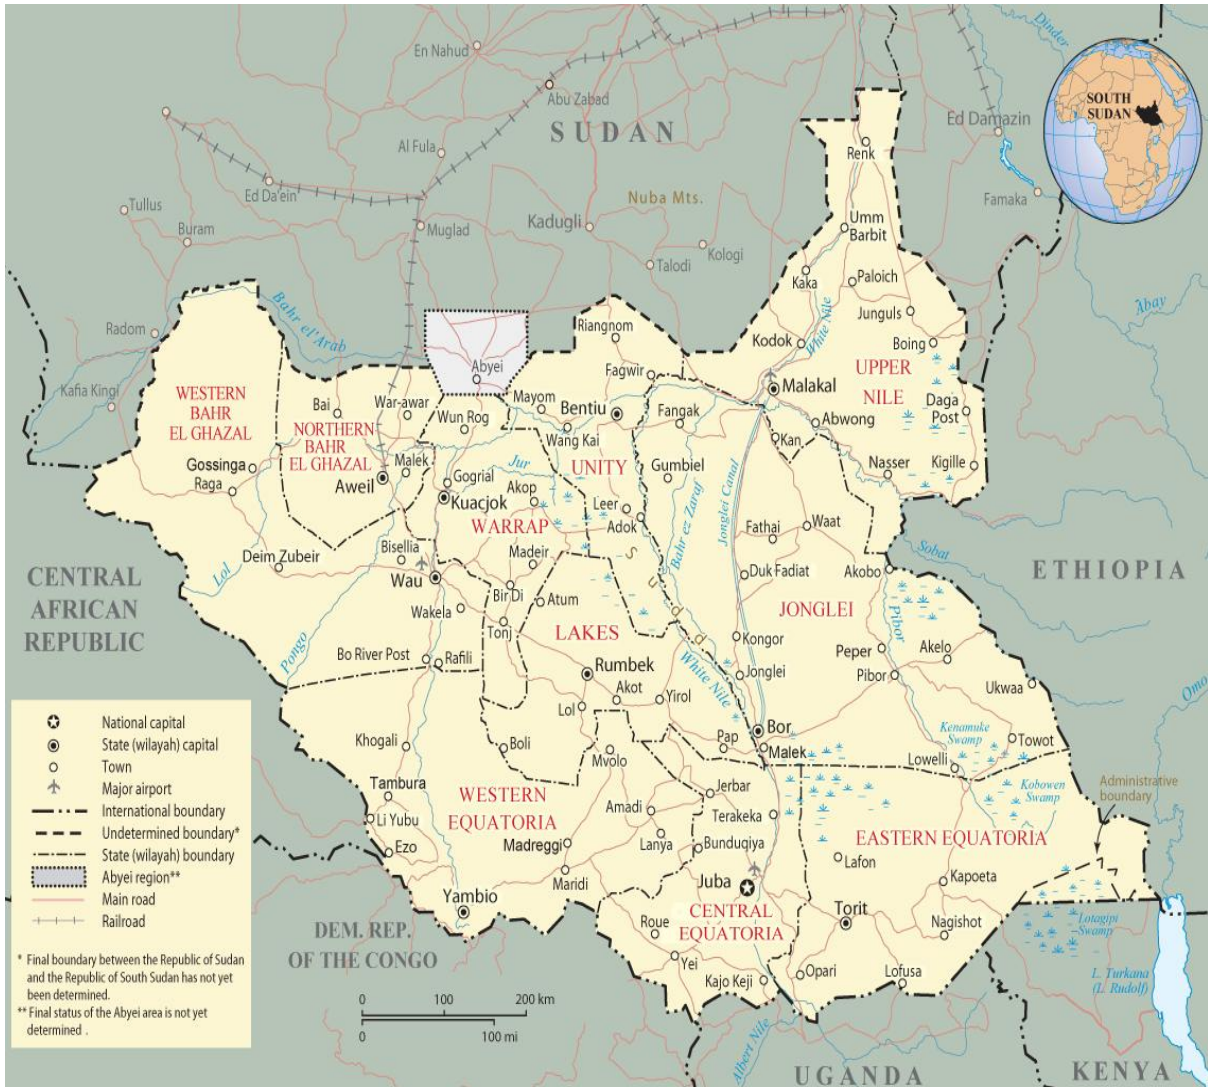 En Nahud
Dinder
Abu Zabad
SOUTH
SUDAN
SUDAN
Ed Damazin
Al Fula
Renk
Ed Da'ein
Nuba Mts.
Famaka
Tullus
Muglad
Kadugli
Umm
Barbit
Buram
Kologi
Talodi
Kaka
Paloich
White Nile
Abay
Bahr el'Arab
Radom
Riangnom
Junguls
Kodok
Boing
Abyei
Fagwir
UPPER
NILE
Kafia Kingi
WESTERN
BAHR
EL GHAZAL
Malakal
Bai
War-awar
Mayom
Bentiu
Daga
Post
Wun Rog
Fangak
Abwong
NORTHERN
BAHR
EL GHAZAL
Wang Kai
Kan
Gossinga
Malek
Jur
UNITY
Gumbiel
Nasser
Kigille
Raga
Aweil
Gogrial
Kuacjok
Akop
Leer
Adok
Bahr ez Zaraf
Jonglei Canal
WARRAP
Fathai
Waat
Sobat
Deim Zubeir
Bisellia
Madeir
Sudd
Duk Fadiat
Akobo
ETHIOPIA
CENTRAL
AFRICAN
REPUBLIC
Lol
Wau
Bir Di
Atum
JONGLEI
Pibor
Wakela
Tonj
LAKES
Kongor
Pongo
Bo River Post
Rafili
Rumbek
White Nile
Jonglei
Peper
Akelo
Pibor
Ukwaa
Omo
Akot
Yirol
Lol
Bor
Kenamuke
Swamp
Towot
Khogali
Boli
Mvolo
Pap
Malek
Lowelli
Tambura
Jerbar
Kobowen
Swamp
Administrative
boundary
WESTERN
EQUATORIA
Amadi
Terakeka
Li Yubu
Ezo
Madreggi
Lanya
Bunduqiya
EASTERN EQUATORIA
Lafon
Maridi
Juba
Kapoeta
Yambio
CENTRAL
EQUATORIA
Torit
Lotagipi
Swamp
DEM. REP.
OF THE CONGO
Roue
Nagishot
Yei
Kajo Keji
Opari
Lofusa
L. Turkana
(L. Rudolf)
Albert Nile
UGANDA
KENYA
National capital
State (wilayah) capital
Town
Major airport
International boundary
Undetermined boundary*
State (wilayah) boundary
Abyei region**
Main road
Railroad
* Final boundary between the Republic of Sudan
and the Republic of South Sudan has not yet
been determined.
** Final status of the Abyei area is not yet
determined .
0 100 200 km
0 100 mi